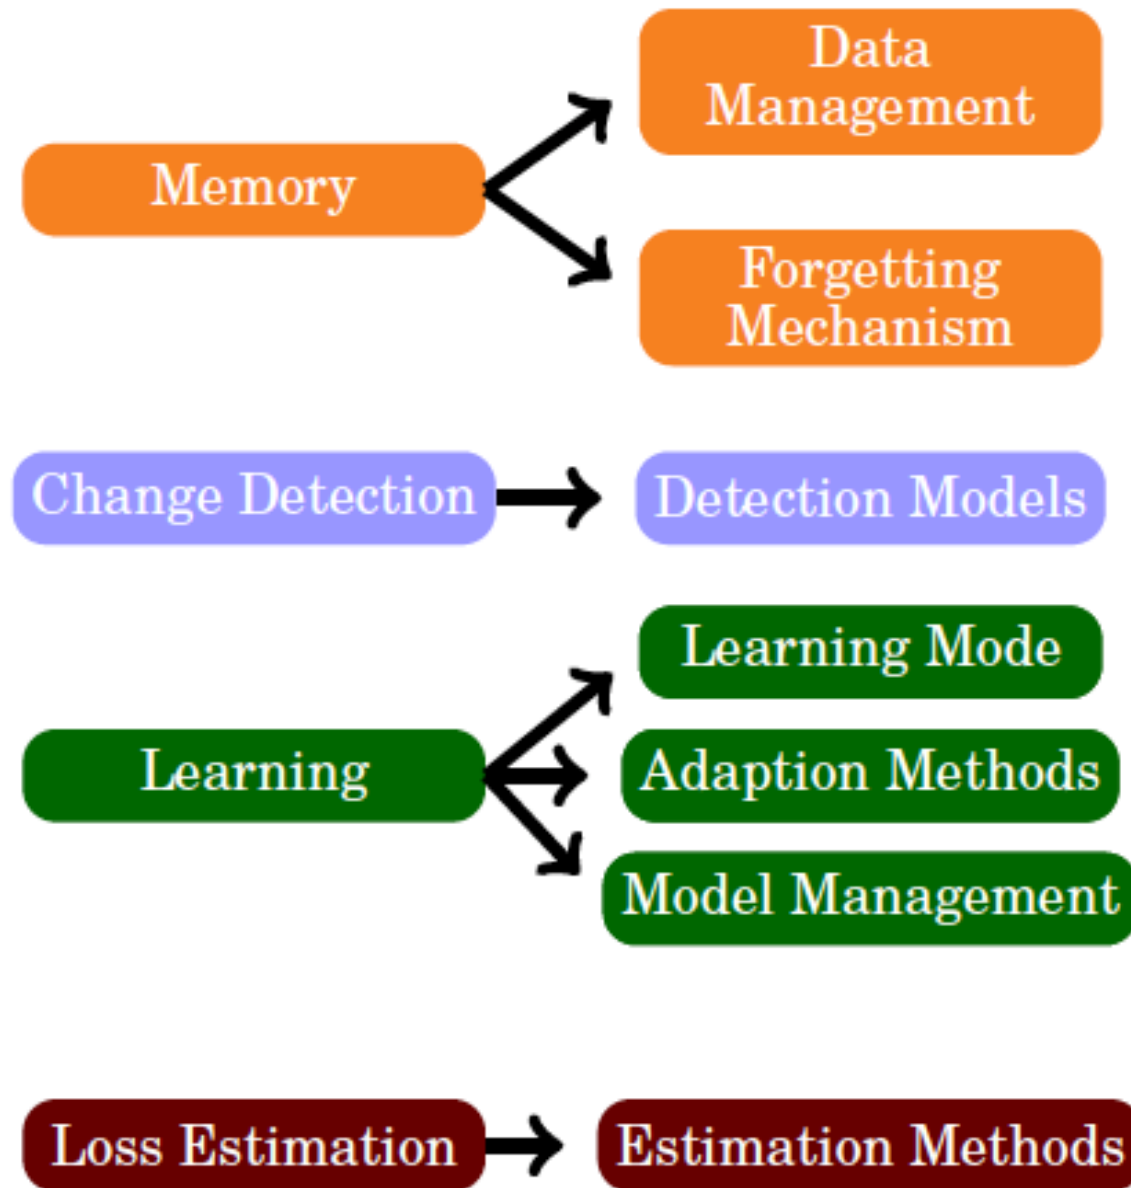 Memory
Data
Management
Forgetting
Mechanism
Change Detection
Detection Models
Learning
Learning Mode
Adaption Methods
Model Management
Loss Estimation
Estimation Methods